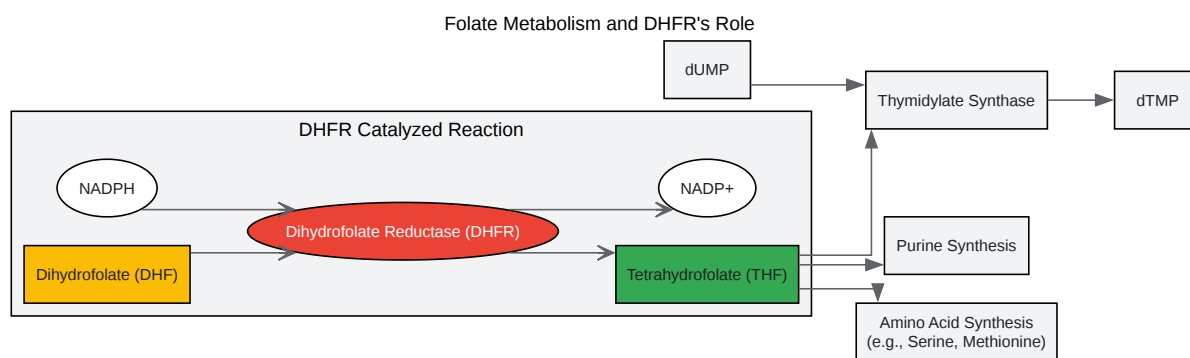 Folate Metabolism and DHFR's Role
dUMP
Thymidylate Synthase
dTMP
DHFR Catalyzed Reaction
NADPH
NADP+
Dihydrofolate Reductase (DHFR)
Dihydrofolate (DHF)
Tetrahydrofolate (THF)
Purine Synthesis
Amino Acid Synthesis
(e.g., Serine, Methionine)